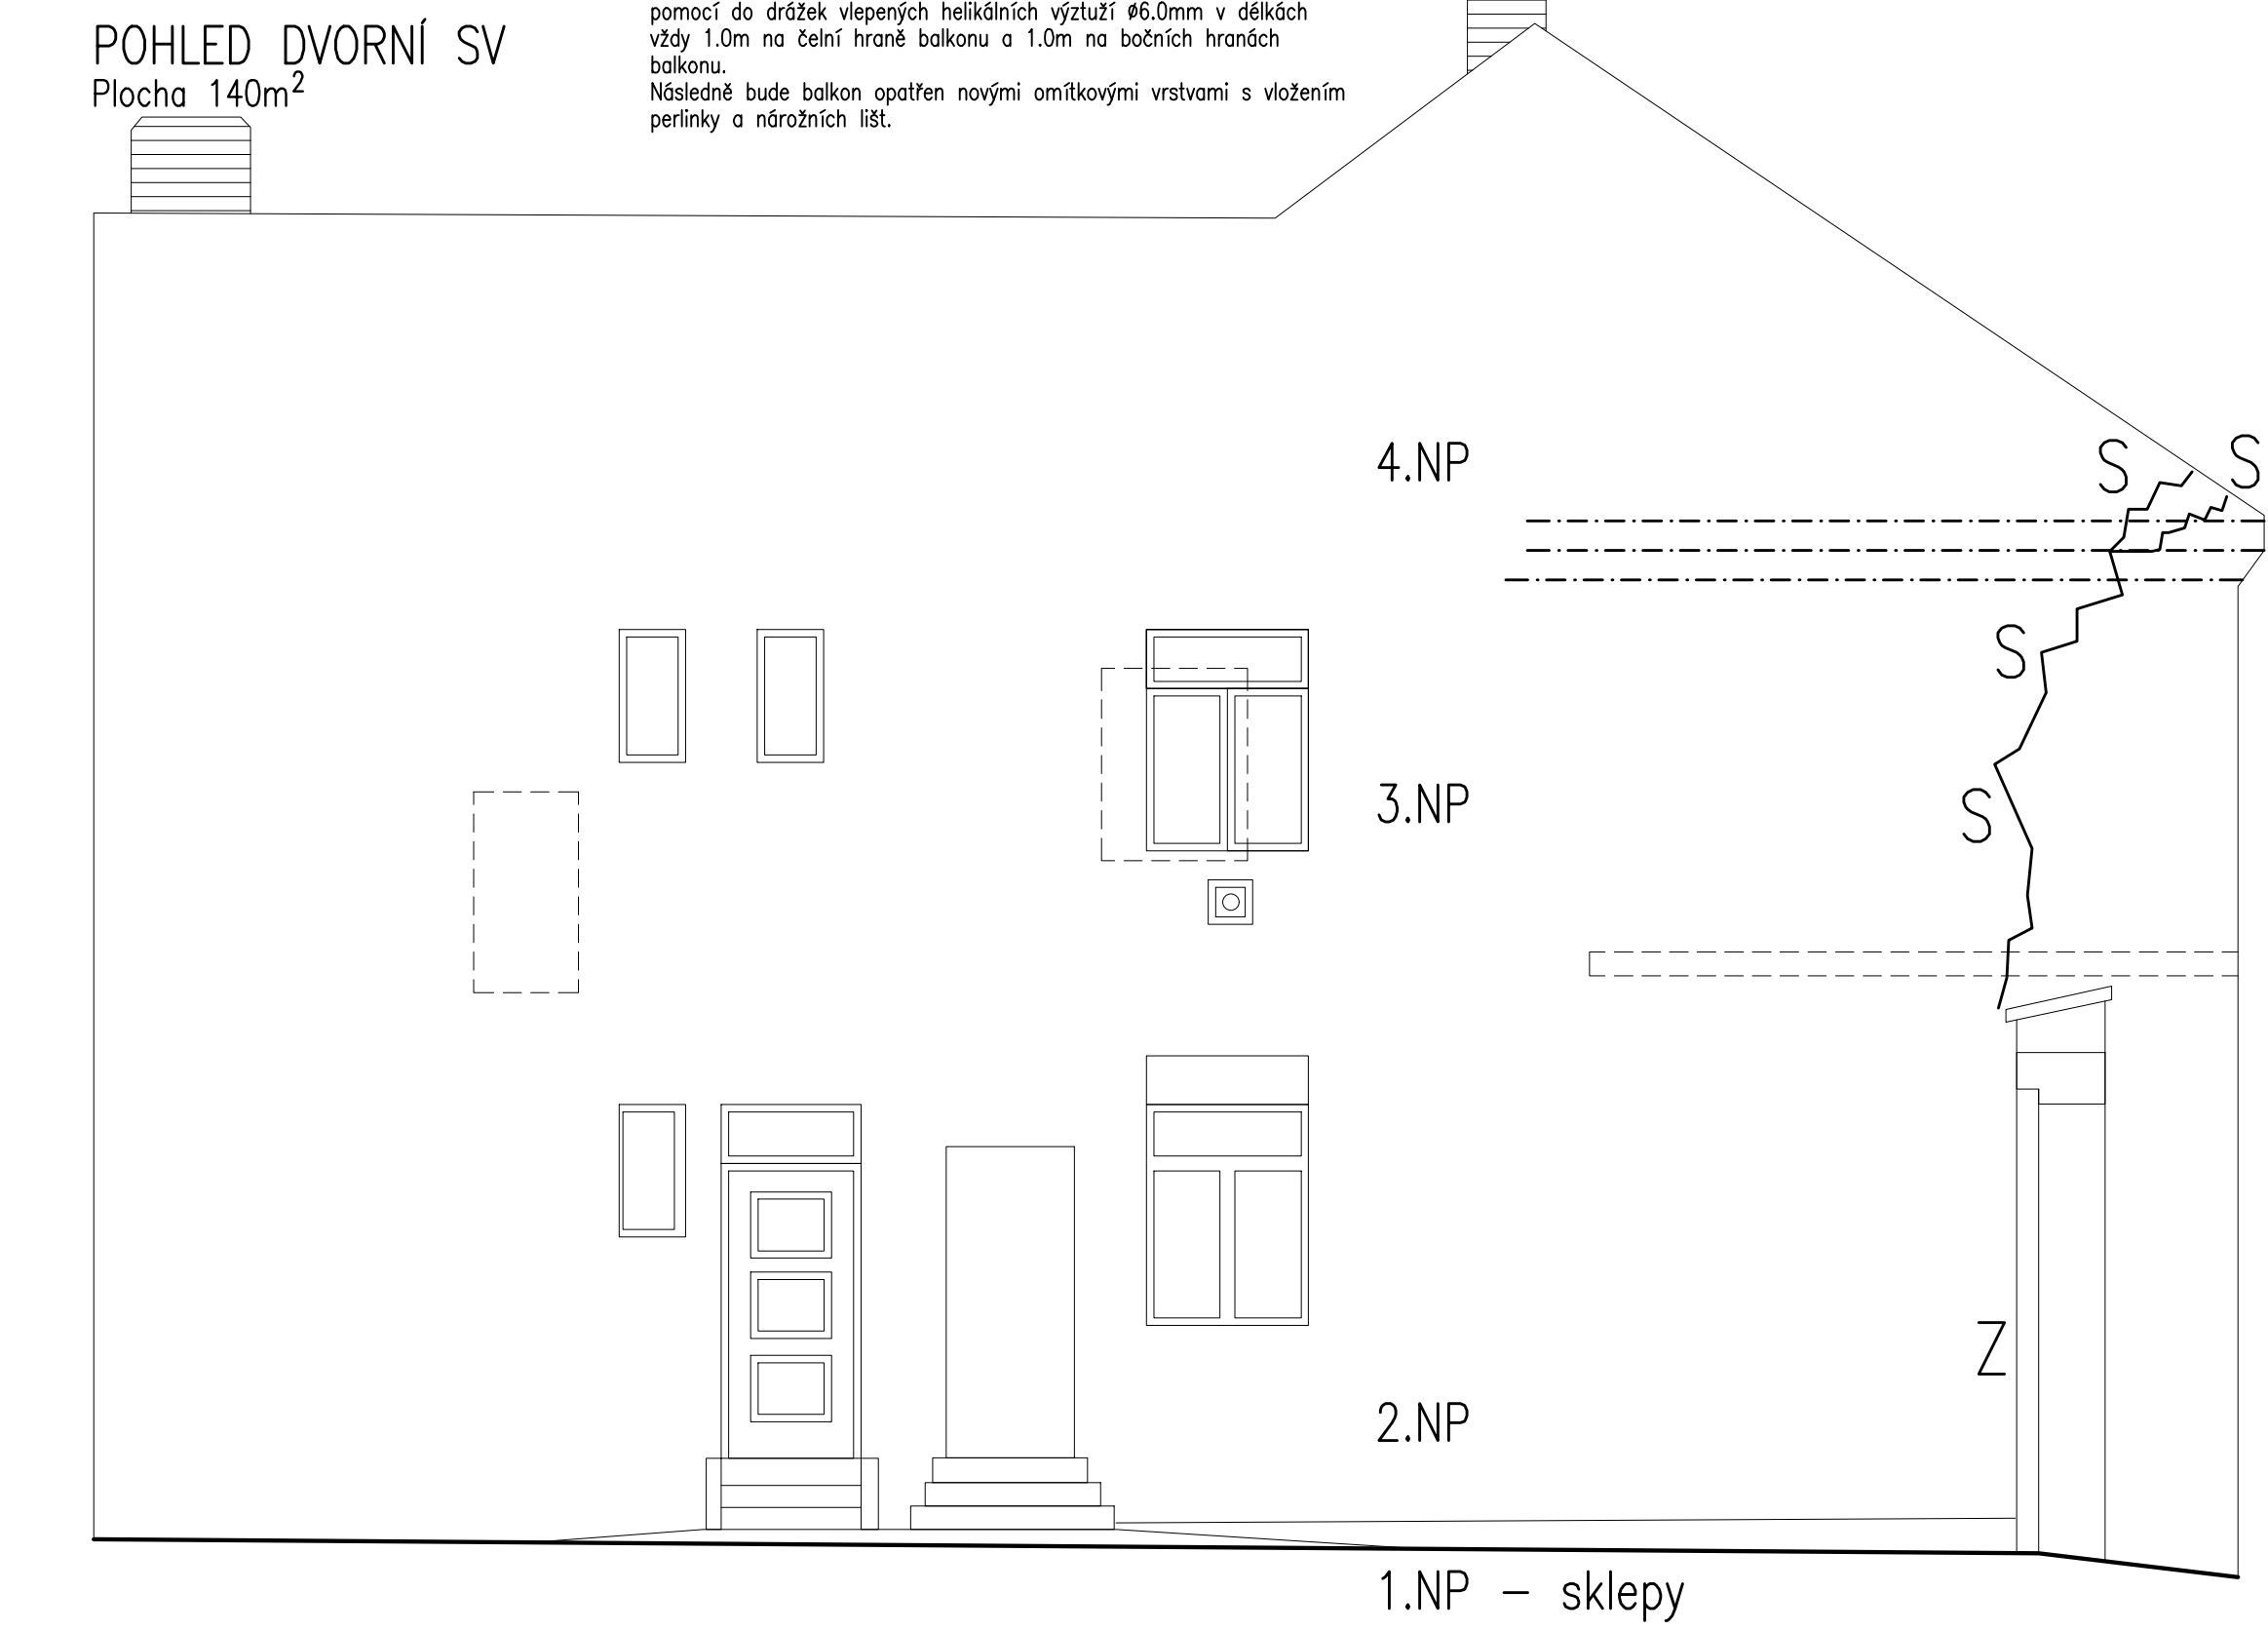 POHLED DVORNÍ SV
Plocha 140m²
pomocí do drážek vlepených helikálních výztuží ø6.0mm v délkách
vždy 1.0m na čelní hraně balkonu a 1.0m na bočních hranách
balkonu.
Následně bude balkon opatřen novými omítkovými vrstvami s vložením
perlinky a nárožních lišt.
4.NP
S
S
S
3.NP
S
Z
2.NP
1.NP – sklepy